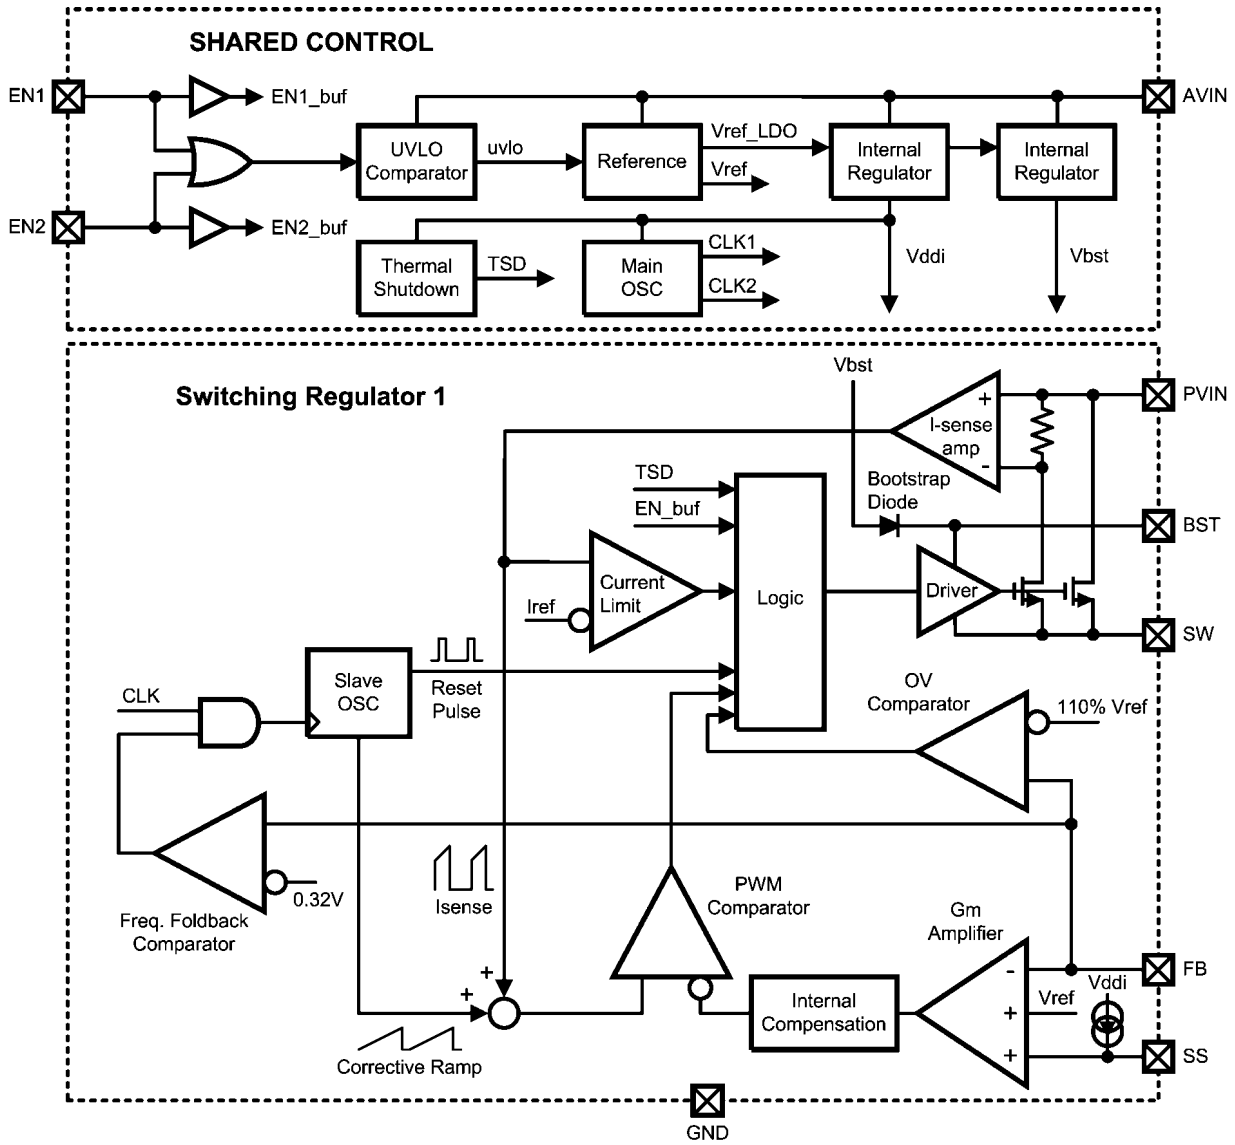 SHARED CONTROL
EN1
EN1_buf
AVIN
UVLO
Comparator
uvlo
Reference
Vref_LDO
Vref
Internal
Regulator
Internal
Regulator
EN2
EN2_buf
Thermal
Shutdown
TSD
Main
OSC
CLK1
CLK2
Vddi
Vbst
Switching Regulator 1
Vbst
+
I-sense
amp
-
PVIN
TSD
EN_buf
Bootstrap
Diode
BST
Current
Limit
Iref
Logic
Driver
SW
Slave
OSC
Reset
Pulse
CLK
OV
Comparator
110% Vref
0.32V
Freq. Foldback
Comparator
Isense
PWM
Comparator
Gm
Amplifier
-
FB
+
+
Vref
Vddi
+
+
SS
Internal
Compensation
Corrective Ramp
GND